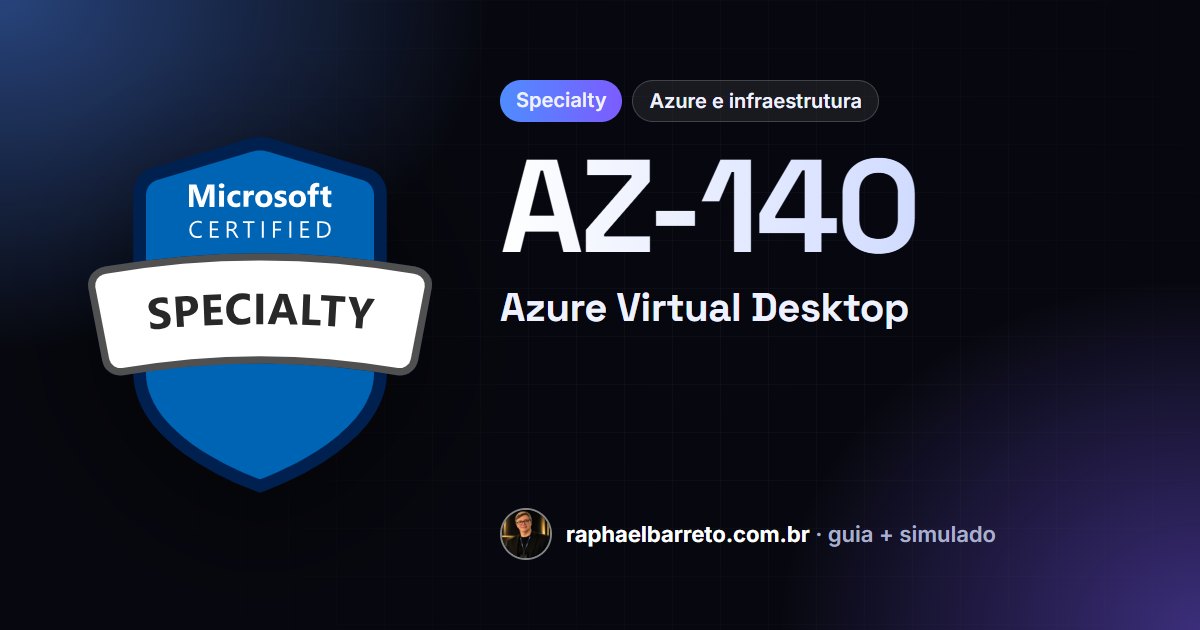 Microsoft
CERTIFIED
SPECIALTY
Specialty
Azure e infraestrutura
AZ-140
Azure Virtual Desktop
raphaelbarreto.com.br · guia + simulado